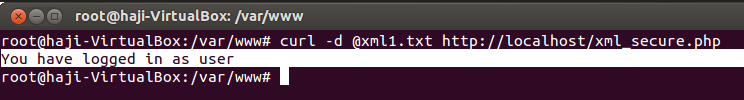 root@haji-VirtualBox: /var/www
root@haji-VirtualBox:/var/www# curl -d @xml1.txt http://localhost/xml_secure.php
You have logged in as user
root@haji-VirtualBox:/var/www#